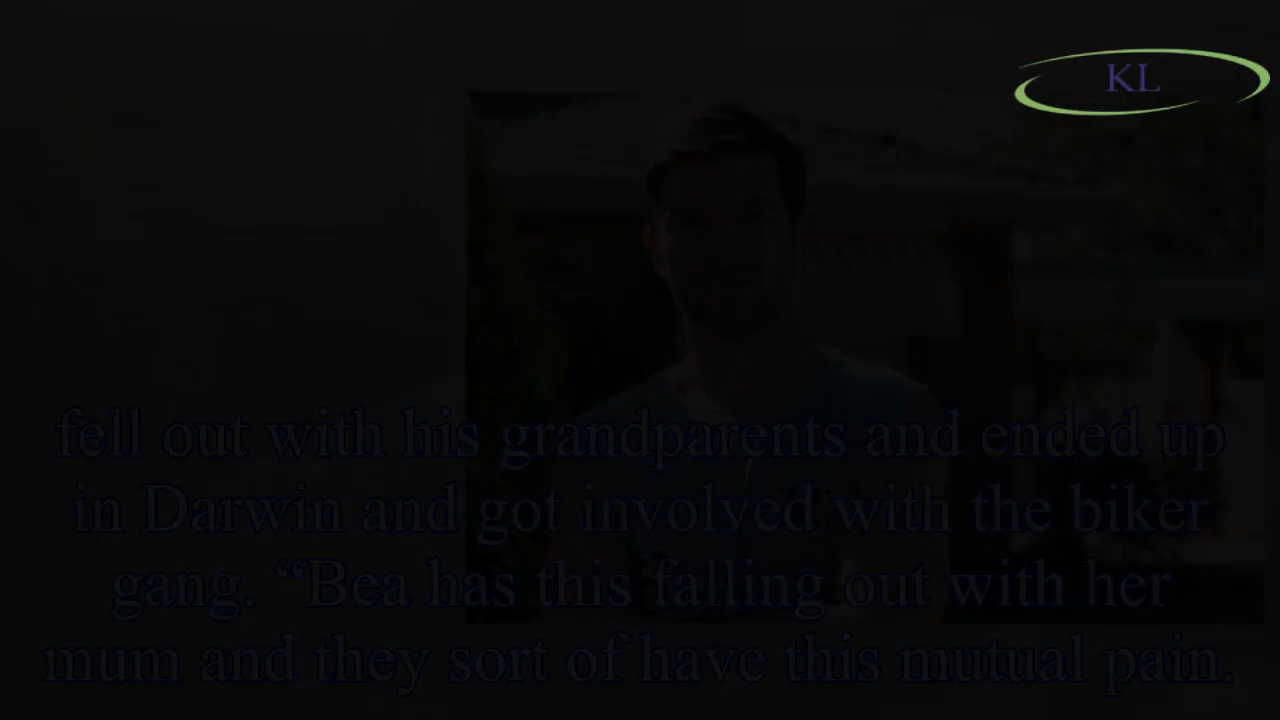 KL
fell out with his grandparents and ended up
in Darwin and got involved with the biker
gang. “Bea has this falling out with her
mum and they sort of have this mutual pain.